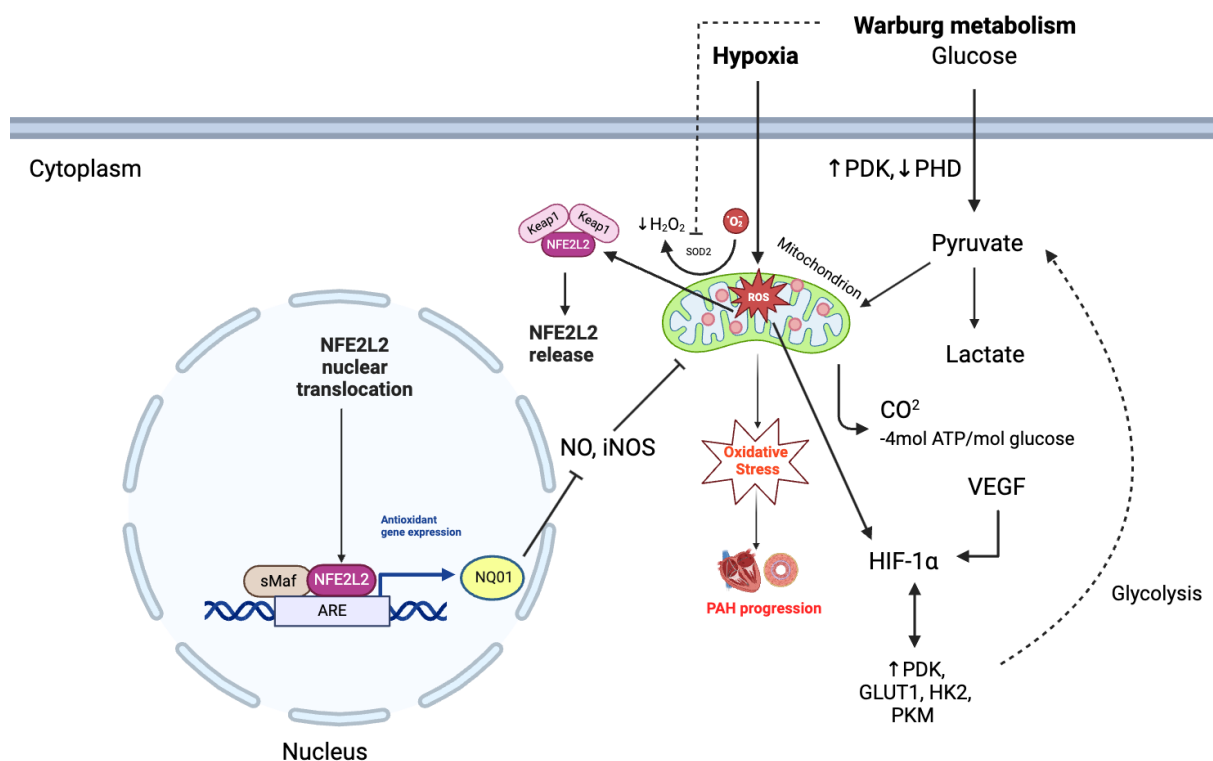 Warburg metabolism
Hypoxia
Glucose
Cytoplasm
↑PDK,↓PHD
Keap1
Keap1
NFE2L2
↓H₂O₂
SOD2
•O₂⁻
Mitochondrion
Pyruvate
ROS
NFE2L2
release
Lactate
NFE2L2
nuclear
translocation
CO²
-4mol ATP/mol glucose
NO, iNOS
Oxidative
Stress
VEGF
Antioxidant
gene expression
HIF-1α
sMaf
NFE2L2
NQ01
ARE
PAH progression
Glycolysis
↑PDK,
GLUT1, HK2,
PKM
Nucleus